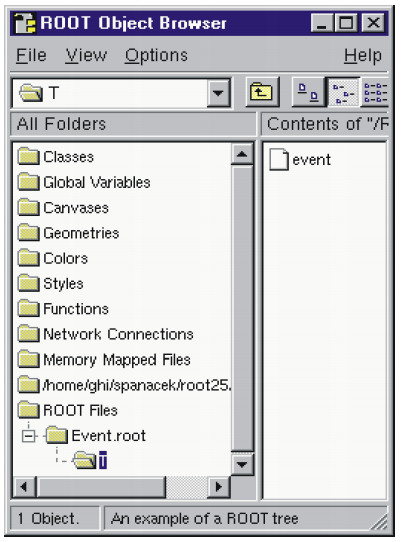 ROOT Object Browser
File View Options Help
T
All Folders
Contents of "/R
Classes
Global Variables
Canvases
Geometries
Colors
Styles
Functions
Network Connections
Memory Mapped Files
/home/ghi/spanacek/root25.
ROOT Files
Event.root
T
event
1 Object.
An example of a ROOT tree